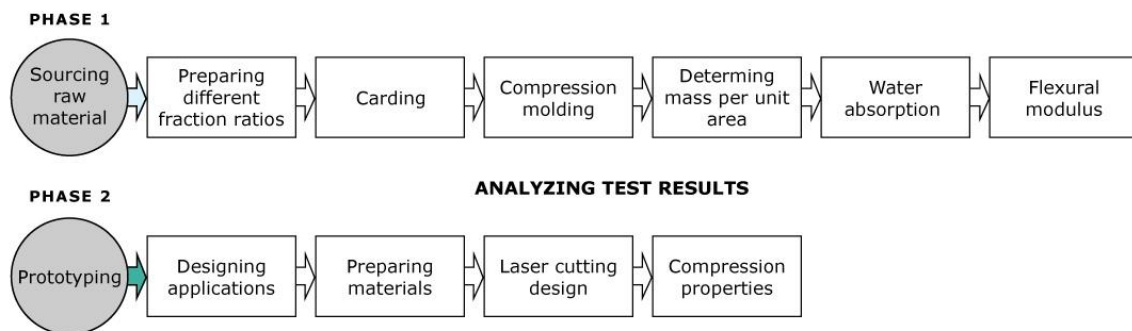 PHASE 1
Sourcing
raw
material
Preparing
different
fraction ratios
Carding
Compression
molding
Determing
mass per unit
area
Water
absorption
Flexural
modulus
ANALYZING TEST RESULTS
PHASE 2
Prototyping
Designing
applications
Preparing
materials
Laser cutting
design
Compression
properties